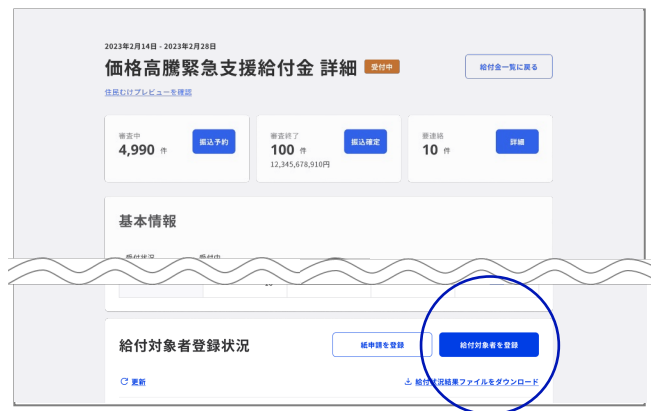 2023年2月14日 - 2023年2月28日
価格高騰緊急支援給付金 詳細 受付中
給付金一覧に戻る
住民むけプレビューを確認
審査中
4,990 件
振込予約
審査終了
100 件
12,345,678,910円
振込確定
要連絡
10 件
詳細
基本情報
受付状況 受付中
給付対象者登録状況
紙申請を登録
給付対象者を登録
更新
給付状況結果ファイルをダウンロード